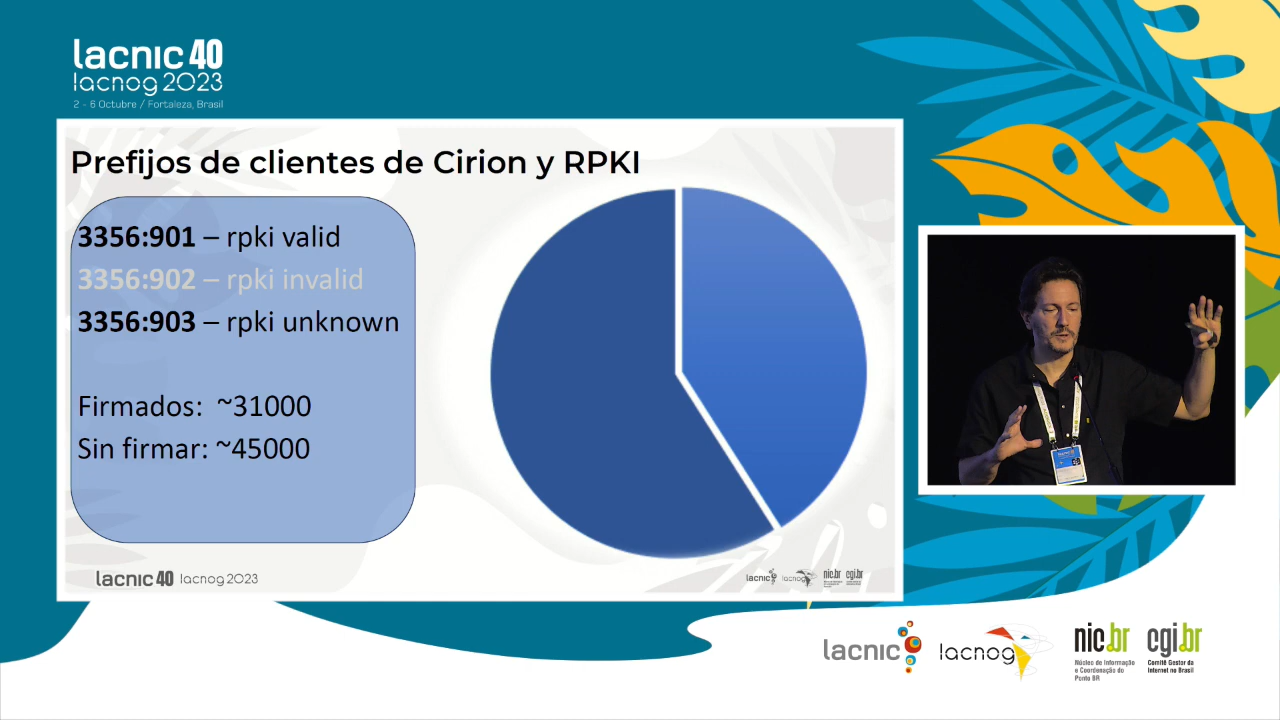 lacnic 40
lacnog 2023
2 - 6 Octubre / Fortaleza, Brasil
Prefijos de clientes de Cirion y RPKI
3356:901 – rpki valid
3356:902 – rpki invalid
3356:903 – rpki unknown
Firmados: ~31000
Sin firmar: ~45000
lacnic 40 lacnog 2023
lacnic lacnog nic.br cgi.br
lacnic lacnog nic.br cgi.br
Núcleo de Informação
e Coordenação do
Ponto BR
Comitê Gestor da
Internet no Brasil